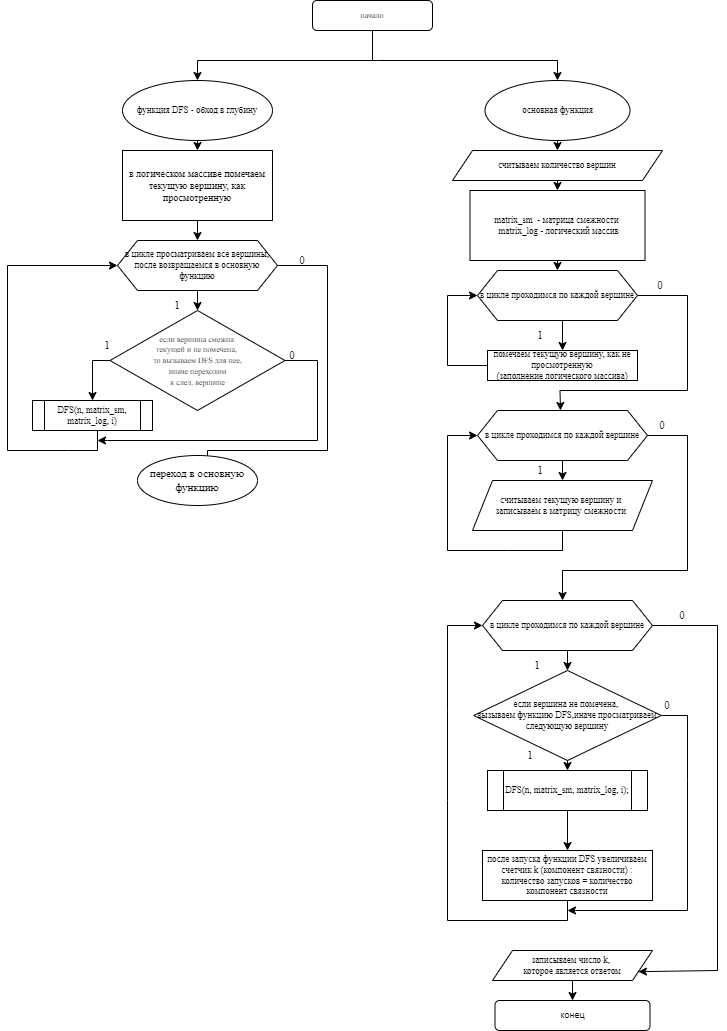 начало
функция DFS - обход в глубину
в логическом массиве помечаем
текущую вершину, как
просмотренную
в цикле просматриваем все вершины,
после возвращаемся в основную
функцию
0
1
если вершина смежна
текущей и не помечена,
то вызываем DFS для нее,
иначе переходим
к след. вершине
1
0
DFS(n, matrix_sm,
matrix_log, i)
переход в основную
функцию
основная функция
считываем количество вершин
matrix_sm - матрица смежности
matrix_log - логический массив
в цикле проходимся по каждой вершине
0
1
помечаем текущую вершину, как не
просмотренную
(заполнение логического массива)
в цикле проходимся по каждой вершине
0
1
считываем текущую вершину и
записываем в матрицу смежности
в цикле проходимся по каждой вершине
0
1
если вершина не помечена,
вызываем функцию DFS,иначе просматриваем
следующую вершину
0
1
DFS(n, matrix_sm, matrix_log, i);
после запуска функции DFS увеличиваем
счетчик k (компонент связности) :
количество запусков = количество
компонент связности
записываем число k,
которое является ответом
конец